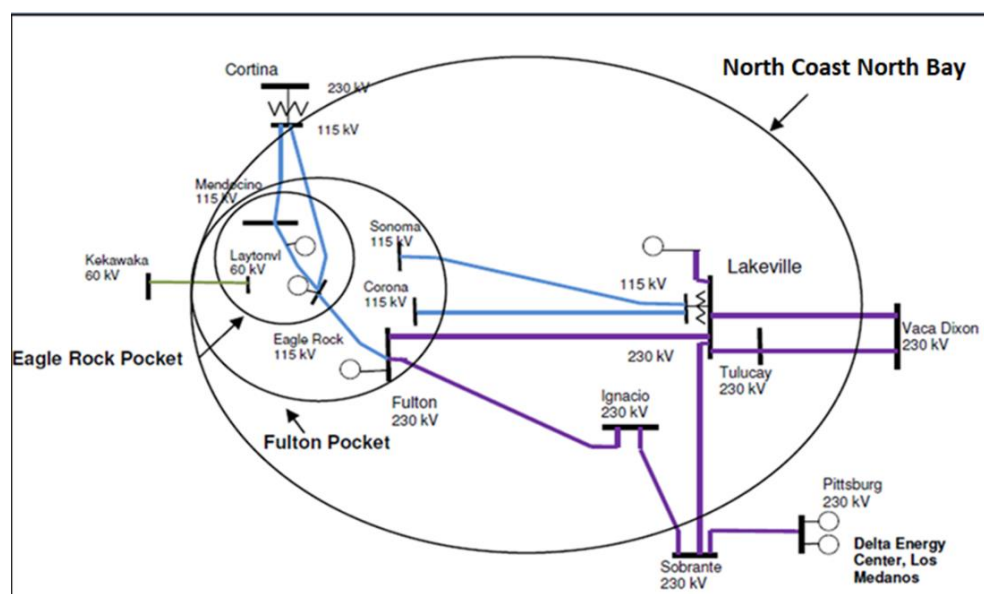 North Coast North Bay
Cortina
230 kV
115 kV
Mendocino
115 kV
Sonoma
115 kV
Kekawaka
60 kV
Laytonvl
60 kV
Corona
115 kV
115 kV
Lakeville
Vaca Dixon
230 kV
Eagle Rock Pocket
Eagle Rock
115 kV
230 kV
Tulucay
230 kV
Fulton
230 kV
Ignacio
230 kV
Fulton Pocket
Pittsburg
230 kV
Delta Energy
Center, Los
Medanos
Sobrante
230 kV